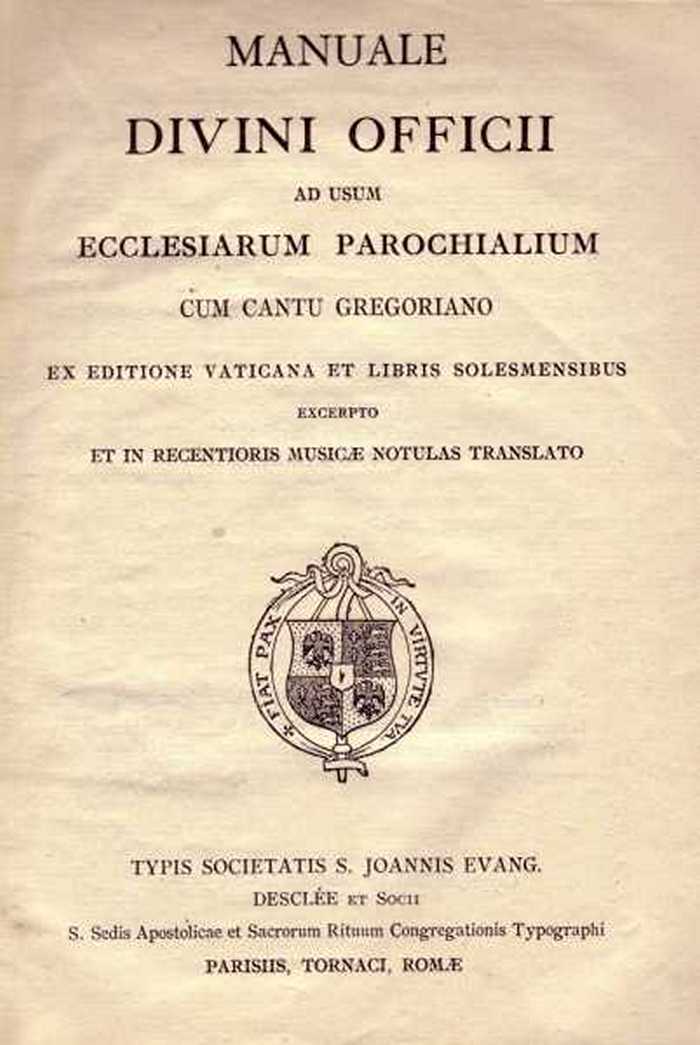 MANUALE
DIVINI OFFICII
AD USUM
ECCLESIARUM PAROCHIALIUM
CUM CANTU GREGORIANO
EX EDITIONE VATICANA ET LIBRIS SOLESMENSIBUS
EXCERPTO
ET IN RECENTIORIS MUSICÆ NOTULAS TRANSLATO
✠ FIAT PAX IN VIRTVTE TVA
TYPIS SOCIETATIS S. JOANNIS EVANG.
DESCLÉE ET SOCII
S. Sedis Apostolicae et Sacrorum Rituum Congregationis Typographi
PARISIIS, TORNACI, ROMÆ